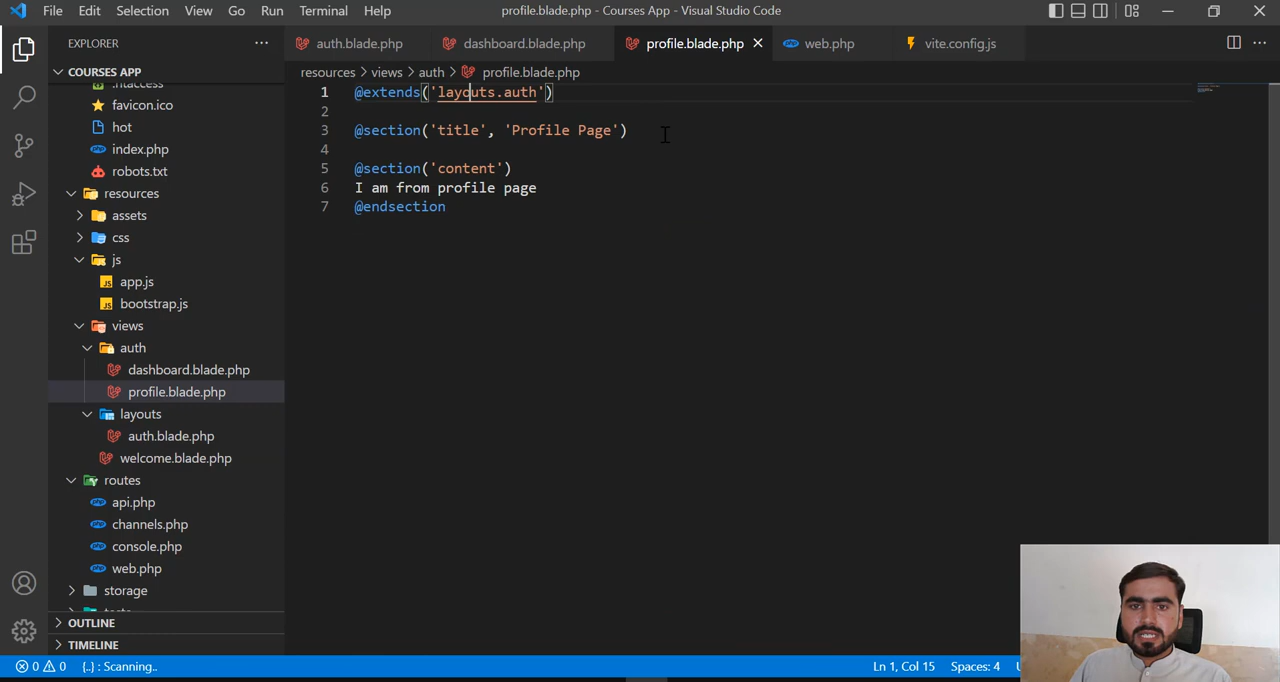 File Edit Selection View Go Run Terminal Help
profile.blade.php - Courses App - Visual Studio Code
EXPLORER
COURSES APP
.htaccess
favicon.ico
hot
index.php
robots.txt
resources
assets
css
js
app.js
bootstrap.js
views
auth
dashboard.blade.php
profile.blade.php
layouts
auth.blade.php
welcome.blade.php
routes
api.php
channels.php
console.php
web.php
storage
OUTLINE
TIMELINE
auth.blade.php dashboard.blade.php profile.blade.php web.php vite.config.js
resources > views > auth > profile.blade.php
1 @extends('layouts.auth')
2
3 @section('title', 'Profile Page')
4
5 @section('content')
6 I am from profile page
7 @endsection
0 0 {..} : Scanning.. Ln 1, Col 15 Spaces: 4